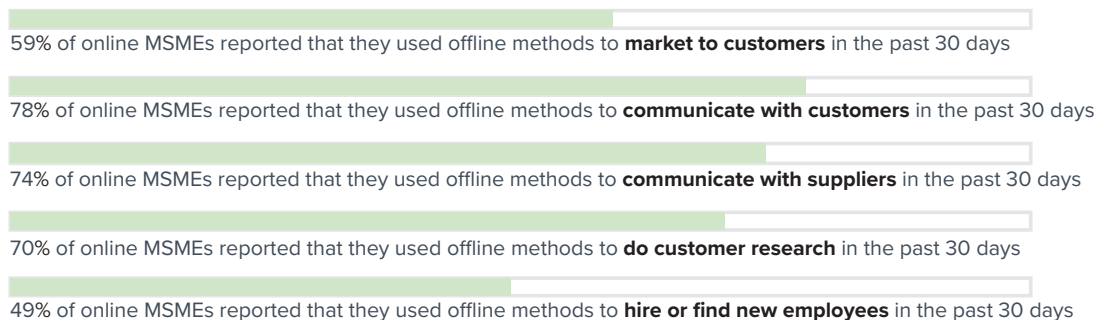 59% of online MSMEs reported that they used offline methods to market to customers in the past 30 days
78% of online MSMEs reported that they used offline methods to communicate with customers in the past 30 days
74% of online MSMEs reported that they used offline methods to communicate with suppliers in the past 30 days
70% of online MSMEs reported that they used offline methods to do customer research in the past 30 days
49% of online MSMEs reported that they used offline methods to hire or find new employees in the past 30 days